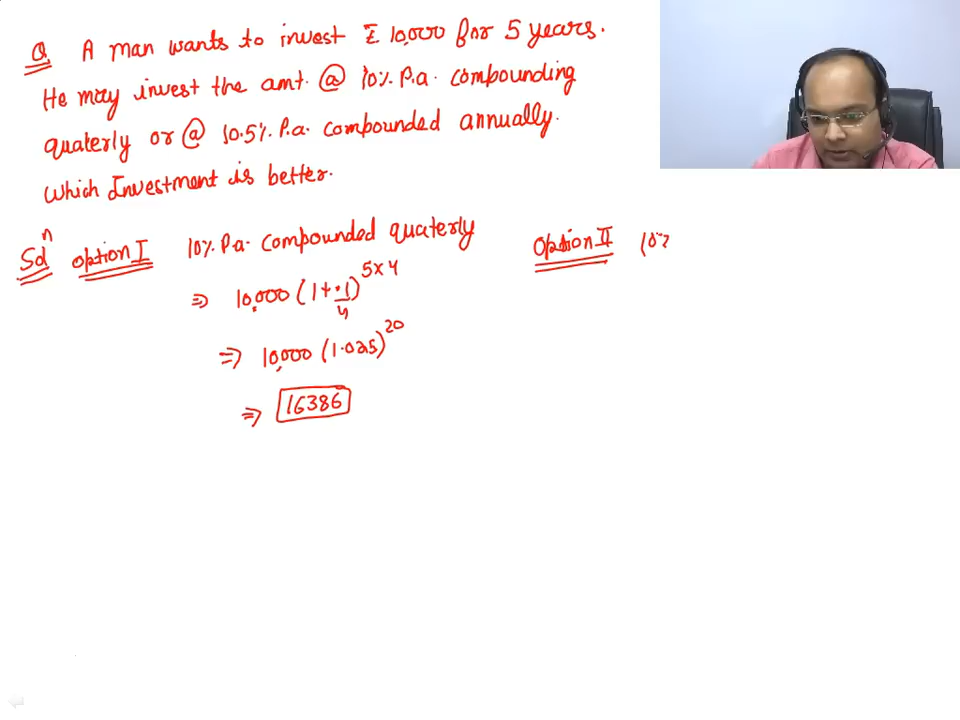 Q. A man wants to invest ₹ 10,000 for 5 years.
He may invest the amt. @ 10% P.a. compounding
quaterly or @ 10.5% P.a. compounded annually.
Which Investment is better.
Solⁿ Option I 10% P.a. Compounded quaterly
⇒ 10,000 (1 + .1/4)^5×4
⇒ 10,000 (1.025)^20
⇒ 16386
Option II 10